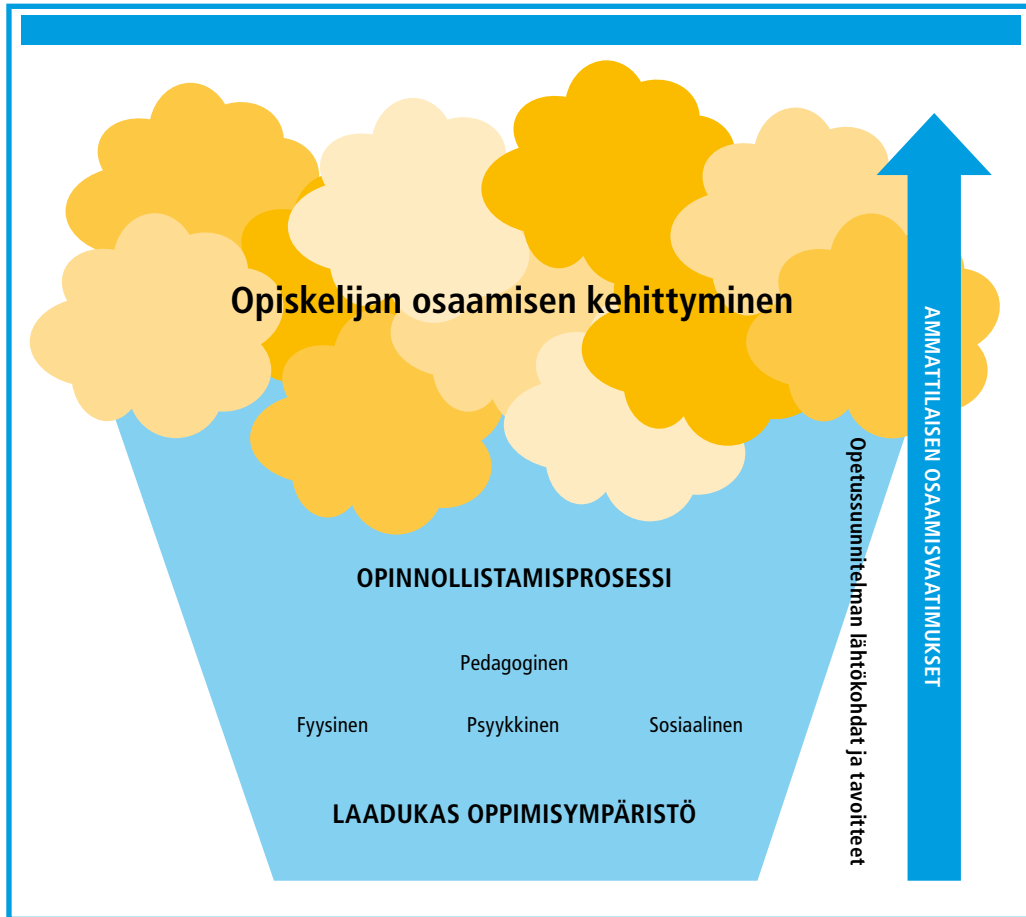 Opiskelijan osaamisen kehittyminen
OPINNOLLISTAMISPROSESSI
Pedagoginen
Fyysinen Psyykkinen Sosiaalinen
LAADUKAS OPPIMISYMPÄRISTÖ
Opetussuunnitelman lähtökohdat ja tavoitteet
AMMATTILAISEN OSAAMISVAATIMUKSET